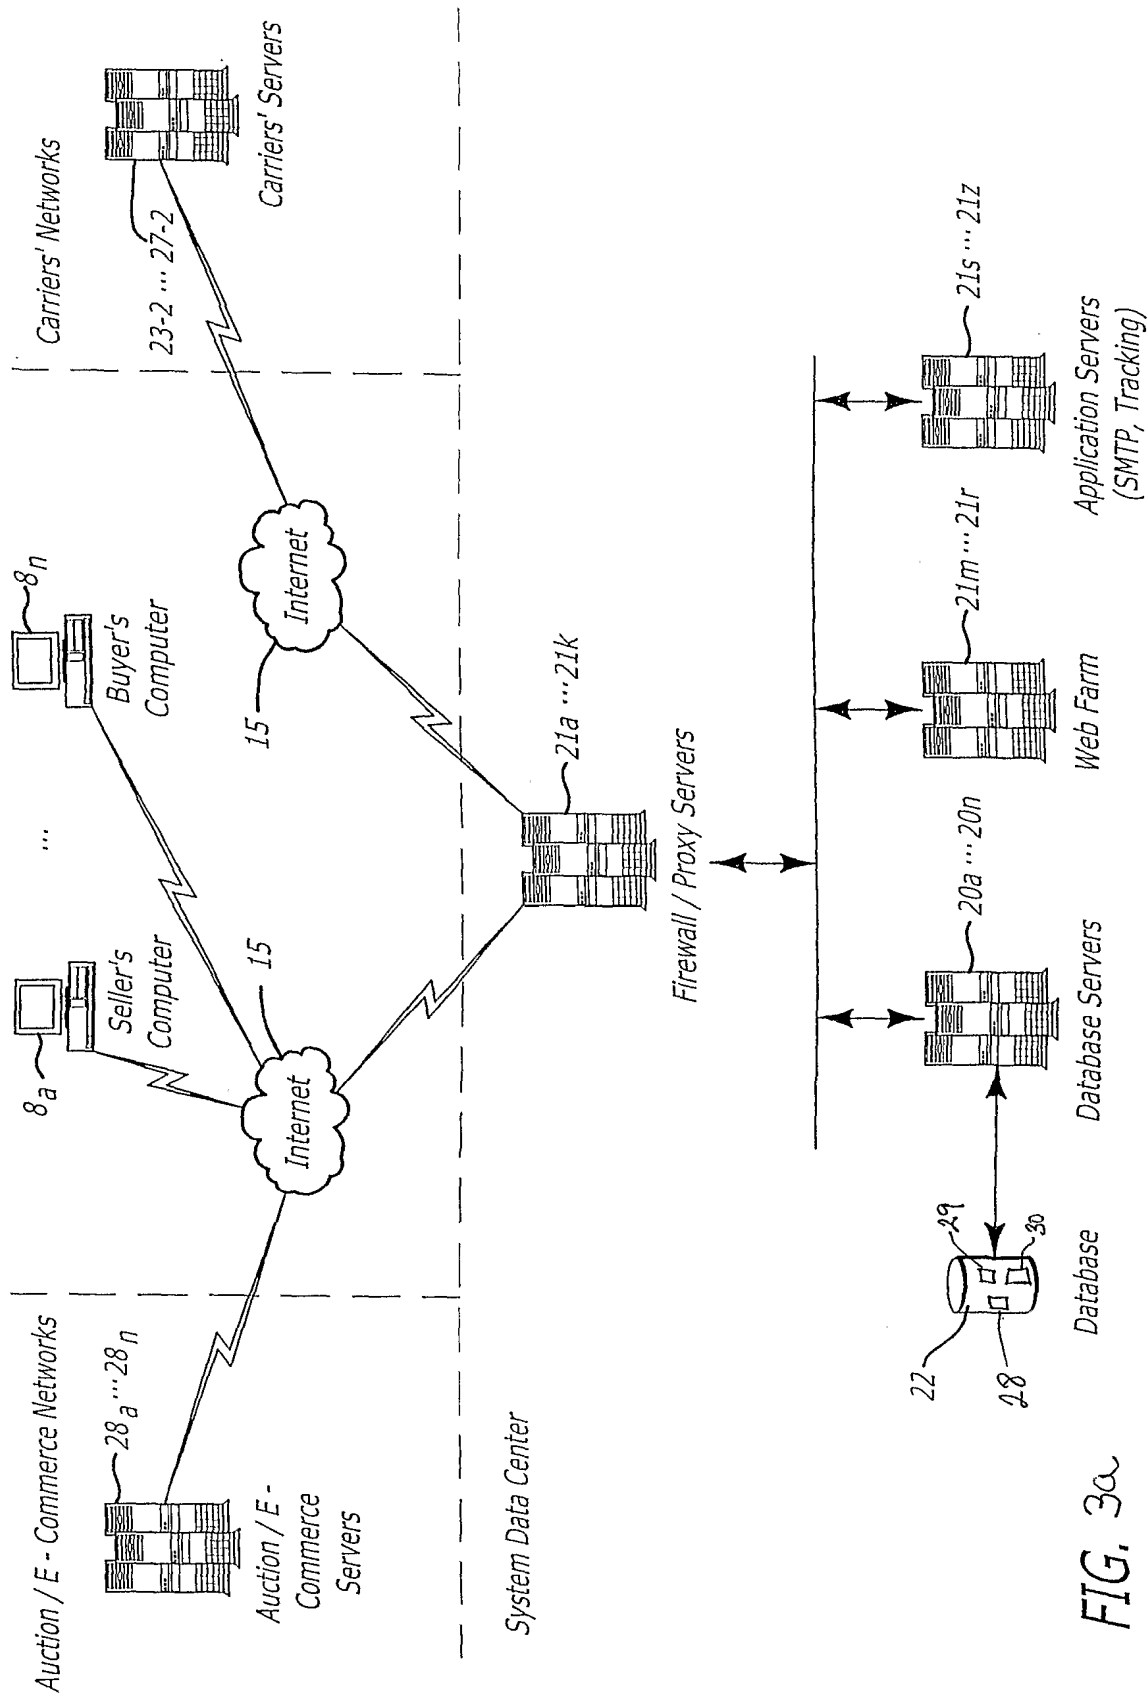 Auction / E - Commerce Networks
Carriers' Networks
8a
8n
...
Seller's
Computer
Buyer's
Computer
28a ... 28n
23-2 ... 27-2
Auction / E -
Commerce
Servers
Carriers' Servers
15
Internet
15
Internet
System Data Center
21a ... 21k
Firewall / Proxy Servers
22
29
28
30
20a ... 20n
21m ... 21r
21s ... 21z
Database
Database Servers
Web Farm
Application Servers
(SMTP, Tracking)
FIG. 3a